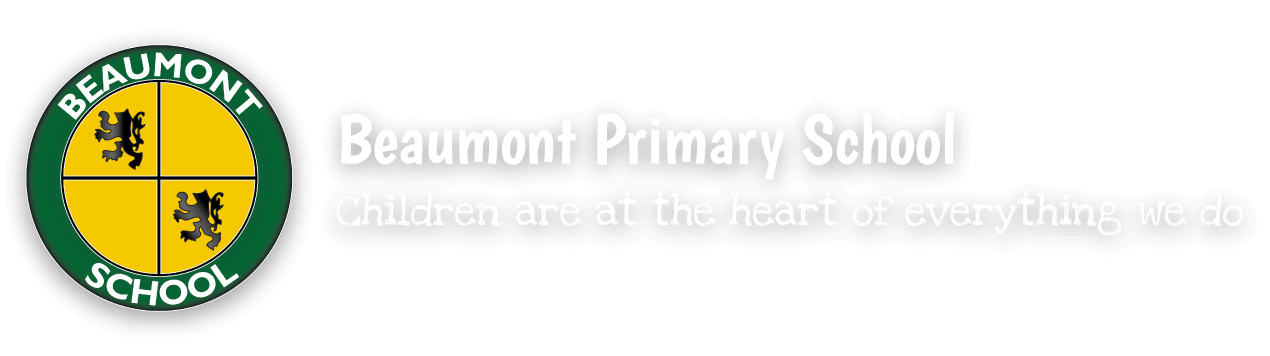 BEAUMONT
SCHOOL
Beaumont Primary School
Children are at the heart of everything we do